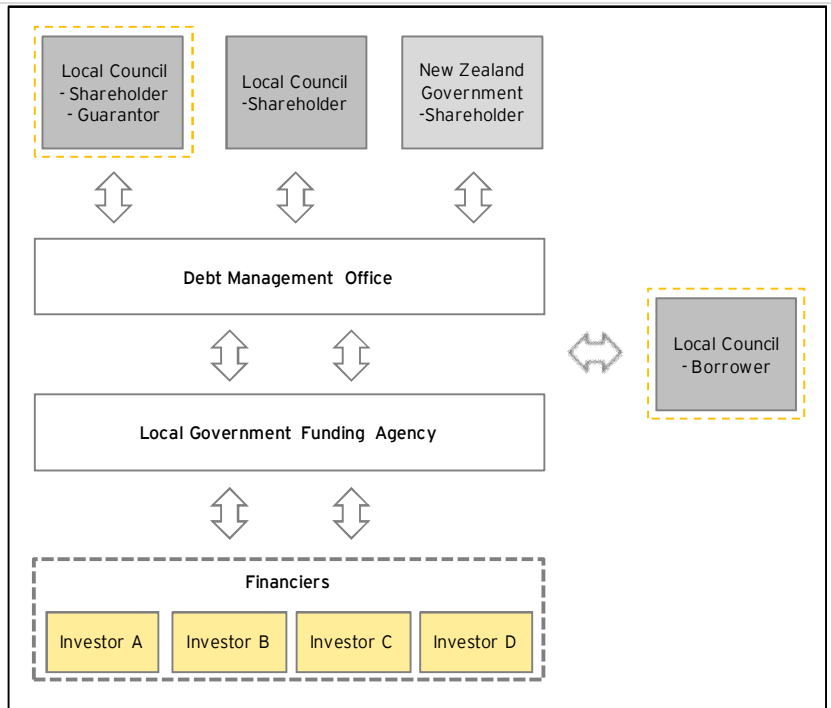 Local Council
- Shareholder
- Guarantor
Local Council
-Shareholder
New Zealand
Government
-Shareholder
Debt Management Office
Local Council
- Borrower
Local Government Funding Agency
Financiers
Investor A
Investor B
Investor C
Investor D